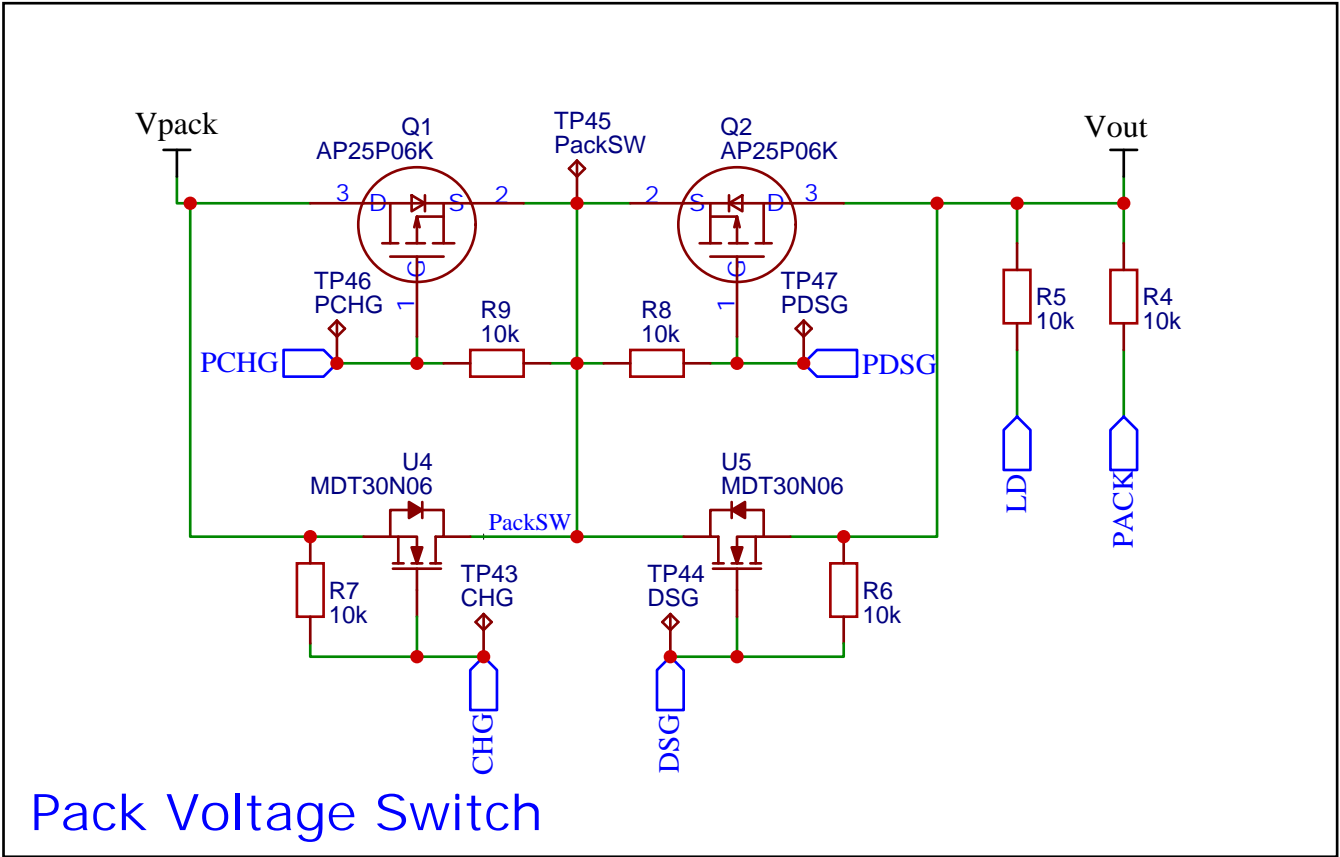 Vpack
Q1
AP25P06K
TP45
PackSW
Q2
AP25P06K
Vout
3
D
S
2
2
S
D
3
G
1
G
1
TP46
PCHG
R9
10k
R8
10k
TP47
PDSG
R5
10k
R4
10k
PCHG
PDSG
LD
PACK
U4
MDT30N06
PackSW
U5
MDT30N06
R7
10k
TP43
CHG
TP44
DSG
R6
10k
CHG
DSG
Pack Voltage Switch